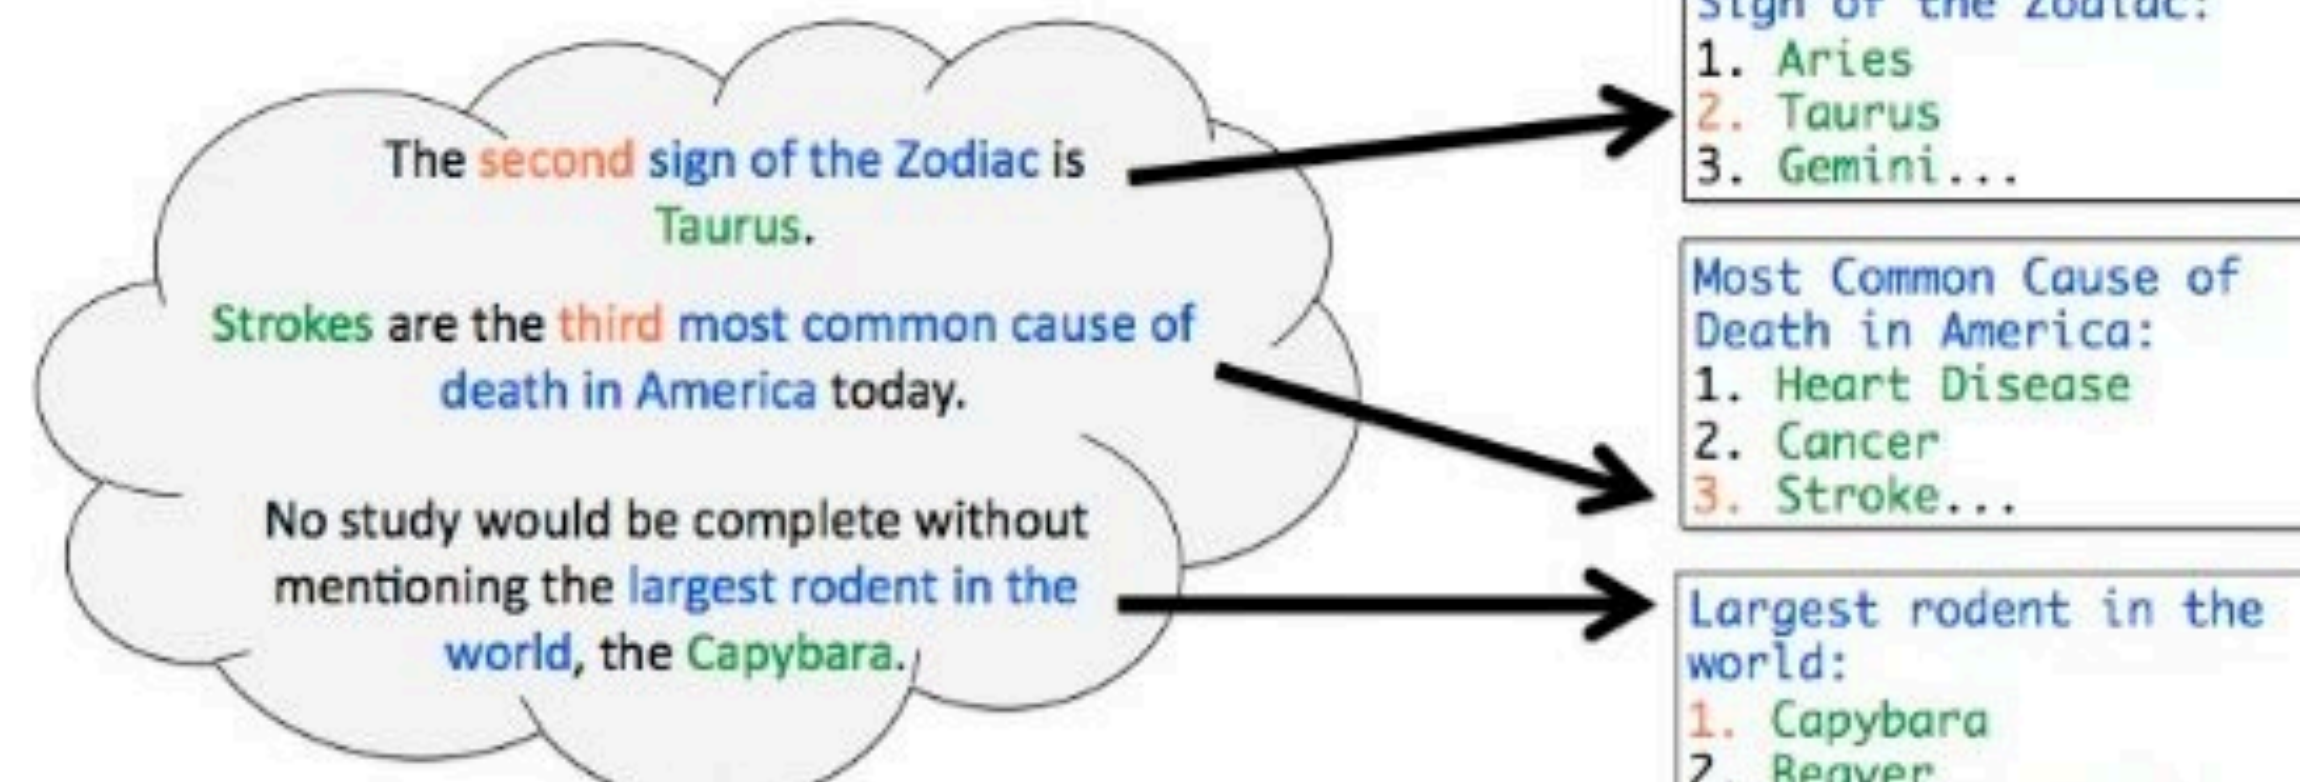 The second sign of the Zodiac is
Taurus.
Strokes are the third most common cause of
death in America today.
No study would be complete without
mentioning the largest rodent in the
world, the Capybara.
Sign of the Zodiac:
1. Aries
2. Taurus
3. Gemini...
Most Common Cause of
Death in America:
1. Heart Disease
2. Cancer
3. Stroke...
Largest rodent in the
world:
1. Capybara
2. Beaver